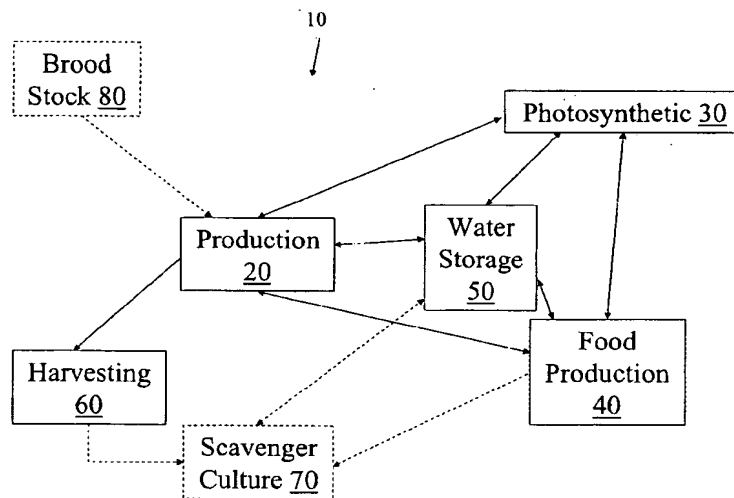 10
Brood
Stock 80
Photosynthetic 30
Production
20
Water
Storage
50
Food
Production
40
Harvesting
60
Scavenger
Culture 70